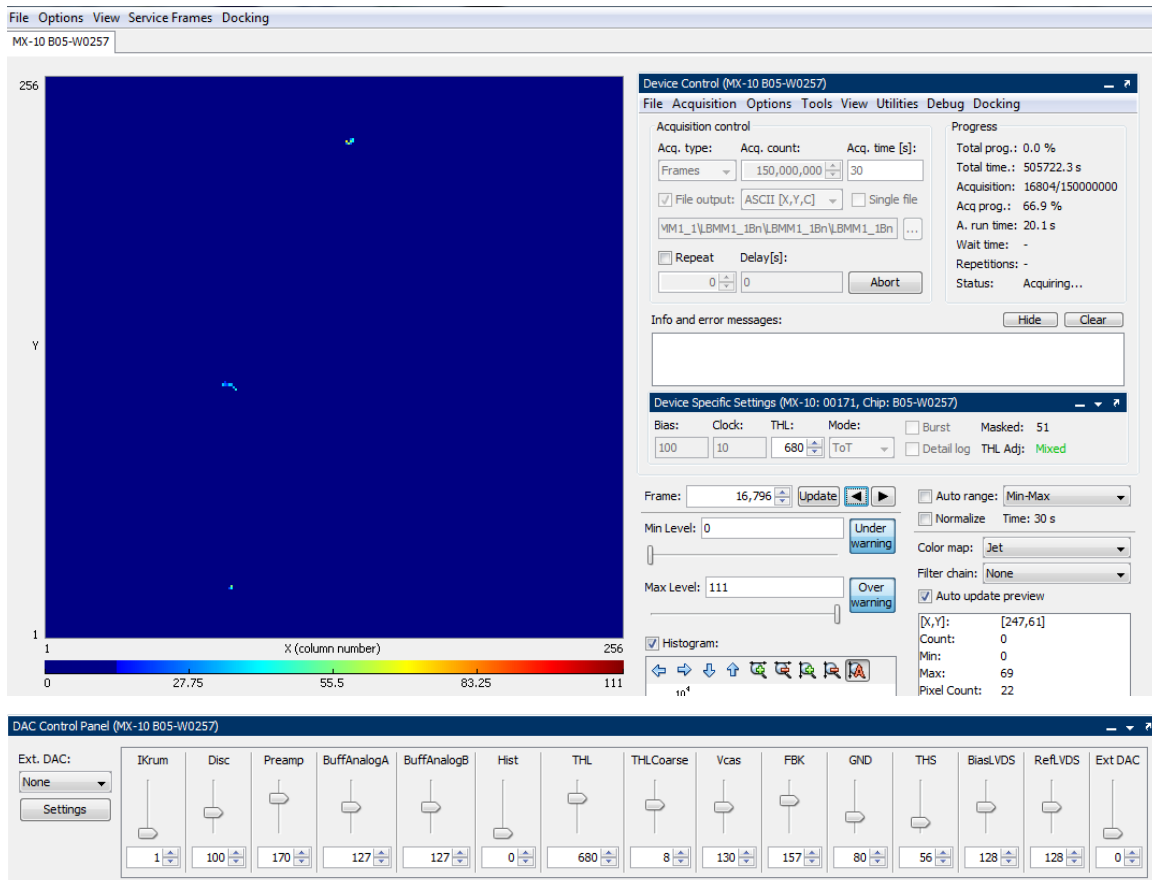 File Options View Service Frames Docking
MX-10 B05-W0257
256
Y
1
1 X (column number) 256
0 27.75 55.5 83.25 111
Device Control (MX-10 B05-W0257)
File Acquisition Options Tools View Utilities Debug Docking
Acquisition control
Acq. type: Acq. count: Acq. time [s]:
Frames 150,000,000 30
File output: ASCII [X,Y,C] Single file
\LBMM1_1Bn\LBMM1_1Bn\LBMM1_1Bn ...
Repeat Delay[s]:
0 0 Abort
Progress
Total prog.: 0.0 %
Total time.: 505722.3 s
Acquisition: 16804/150000000
Acq prog.: 66.9 %
A. run time: 20.1 s
Wait time: -
Repetitions: -
Status: Acquiring...
Info and error messages: Hide Clear
Device Specific Settings (MX-10: 00171, Chip: B05-W0257)
Bias: Clock: THL: Mode: Burst Masked: 51
100 10 680 ToT Detail log THL Adj: Mixed
Frame: 16,796 Update
Min Level: 0 Under warning
Max Level: 111 Over warning
Histogram:
10⁴
Auto range: Min-Max
Normalize Time: 30 s
Color map: Jet
Filter chain: None
Auto update preview
[X,Y]: [247,61]
Count: 0
Min: 0
Max: 69
Pixel Count: 22
DAC Control Panel (MX-10 B05-W0257)
Ext. DAC: IKrum Disc Preamp BuffAnalogA BuffAnalogB Hist THL THLCoarse Vcas FBK GND THS BiasLVDS RefLVDS Ext DAC
None
Settings
1 100 170 127 127 0 680 8 130 157 80 56 128 128 0